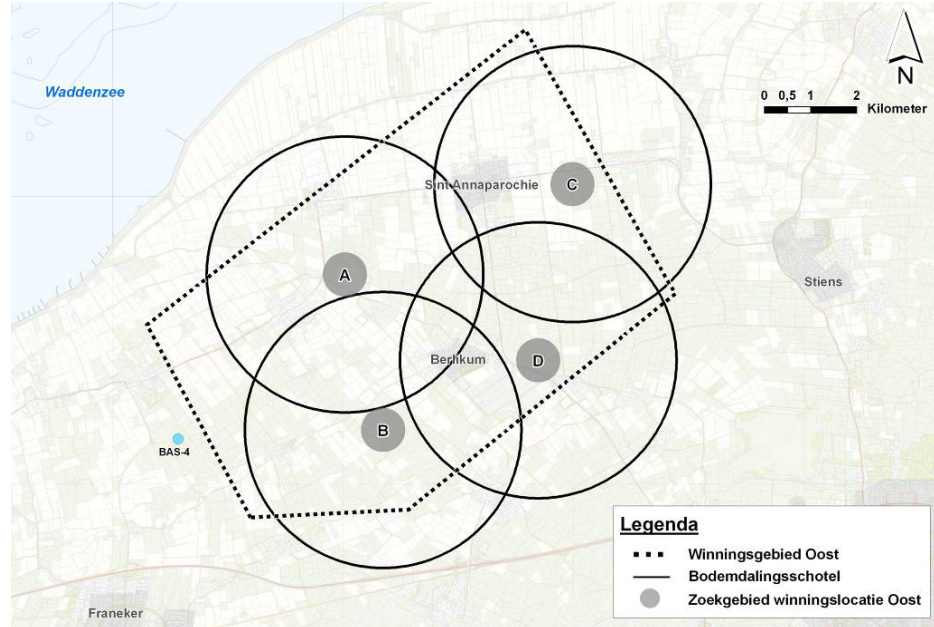 Waddenzee
N
0 0,5 1 2
Kilometer
Sint Annaparochie
C
A
Stiens
Berlikum
D
B
BAS-4
Franeker
Legenda
Winningsgebied Oost
Bodemdalingsschotel
Zoekgebied winningslocatie Oost